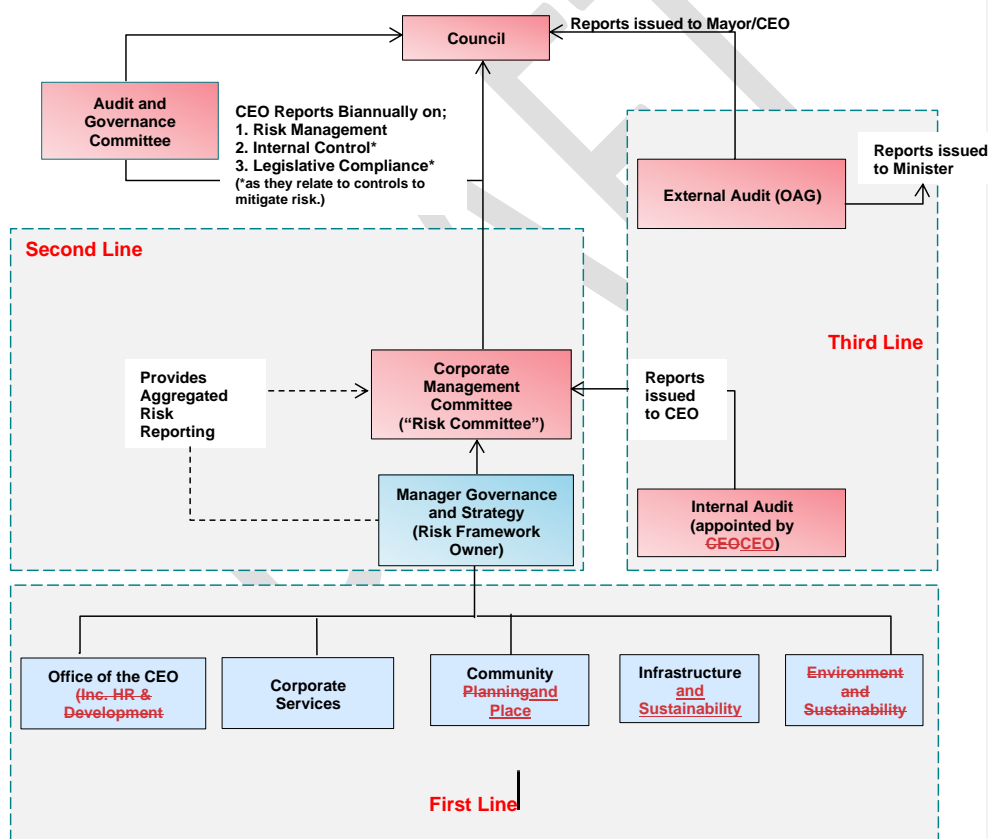 Reports issued to Mayor/CEO
Council
Audit and
Governance
Committee
CEO Reports Biannually on;
1. Risk Management
2. Internal Control*
3. Legislative Compliance*
(*as they relate to controls to
mitigate risk.)
External Audit (OAG)
Reports issued
to Minister
Second Line
Third Line
Provides
Aggregated
Risk
Reporting
Corporate
Management
Committee
(“Risk Committee”)
Reports
issued
to CEO
Manager Governance
and Strategy
(Risk Framework
Owner)
Internal Audit
(appointed by
CEOCEO)
Office of the CEO
(Inc. HR &
Development
Corporate
Services
Community
Planningand
Place
Infrastructure
and
Sustainability
Environment
and
Sustainability
First Line